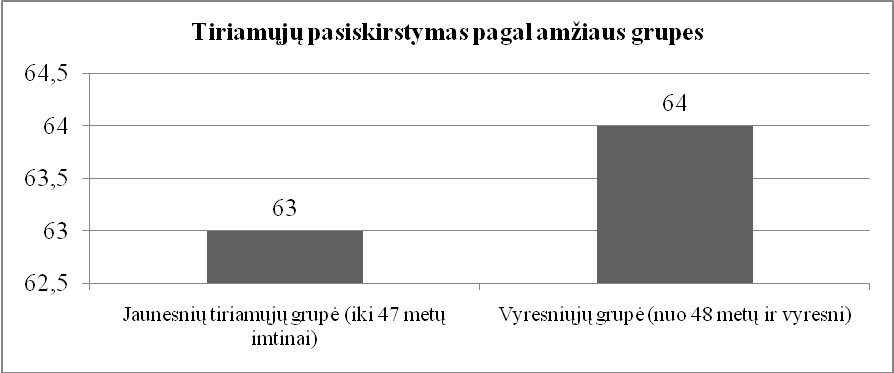 Tiriamųjų pasiskirstymas pagal amžiaus grupes
64,5
64
63,5
63
62,5
63
64
Jaunesnių tiriamųjų grupė (iki 47 metų
imtinai)
Vyresniųjų grupė (nuo 48 metų ir vyresni)